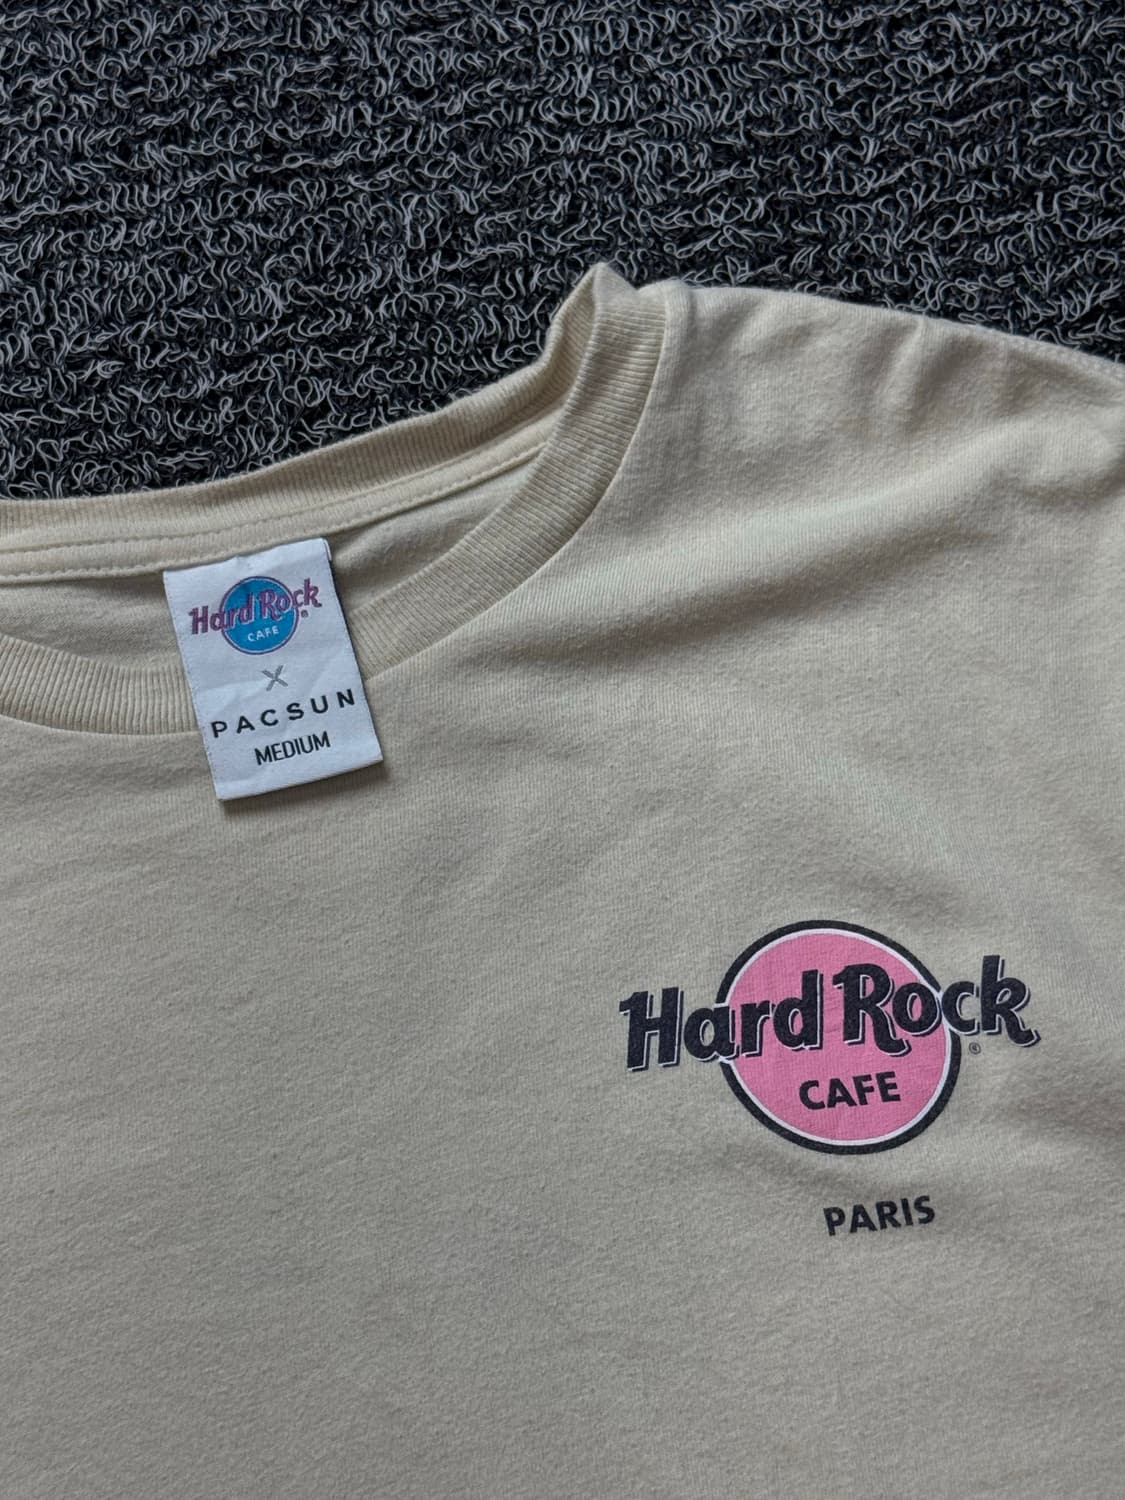 Hard Rock®
CAFE
X
PACSUN
MEDIUM
Hard Rock®
CAFE
PARIS